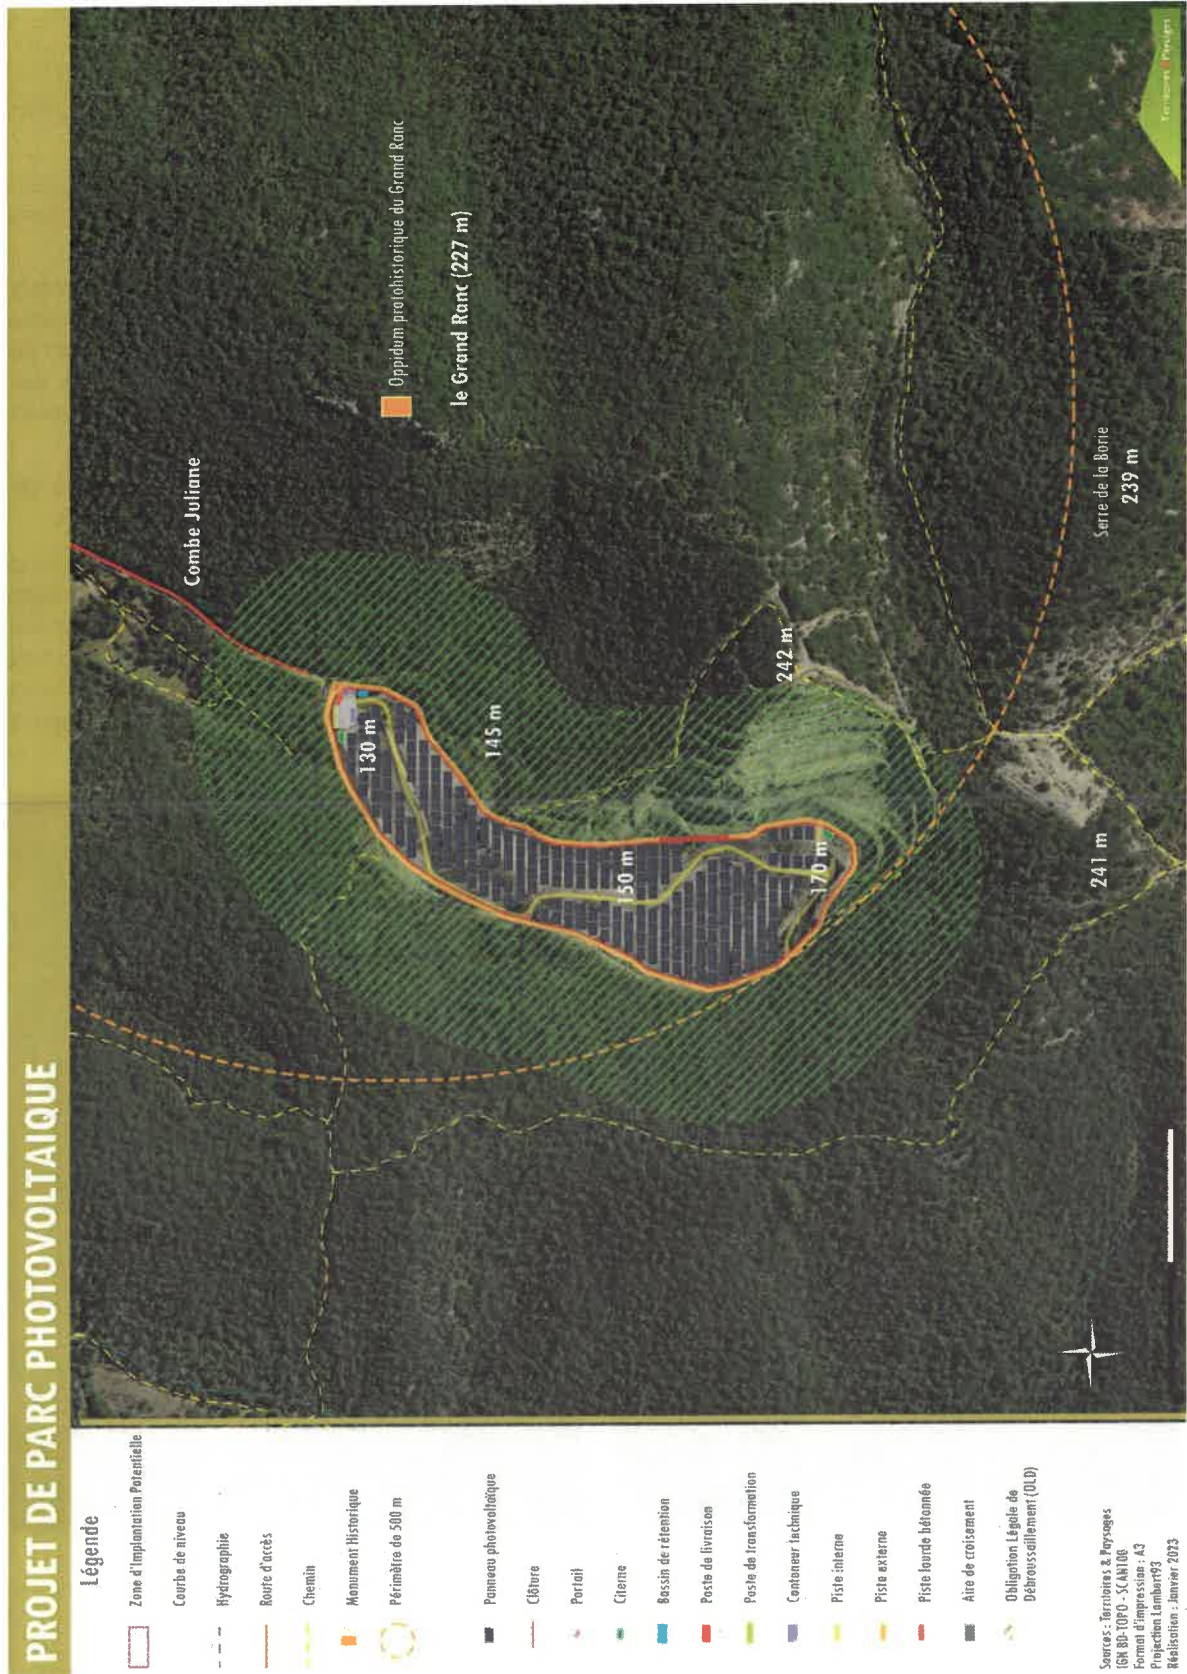 PROJET DE PARC PHOTOVOLTAIQUE
Légende
Zone d'Implantation Potentielle
Courbe de niveau
Hydrographie
Route d'accès
Chemin
Monument Historique
Périmètre de 500 m
Panneau photovoltaïque
Clôture
Portail
Citerne
Bassin de rétention
Poste de livraison
Poste de transformation
Conteneur technique
Piste interne
Piste externe
Piste lourde bétonnée
Aire de croisement
Obligation Légale de
Débroussaillement (OLD)
Sources : Territoires & Paysages
IGN BD-TOPO - SCAN100
Format d'impression : A3
Projection Lambert93
Réalisation : Janvier 2023
Combe Juliane
Oppidum protohistorique du Grand Ranc
le Grand Ranc (227 m)
130 m
145 m
150 m
170 m
242 m
241 m
Serre de la Borie
239 m
Territoires & Paysages